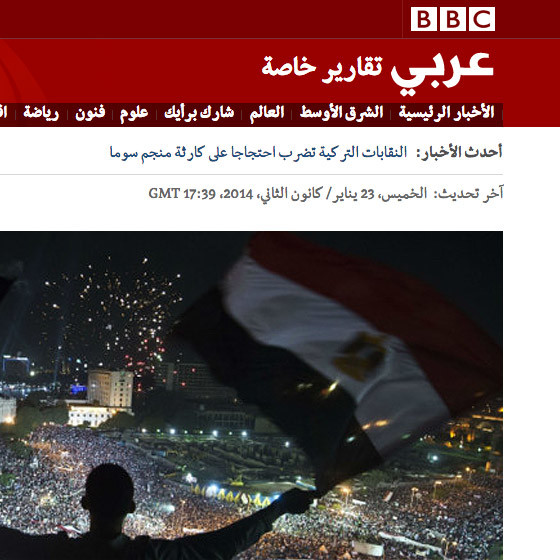 BBC
عربي تقارير خاصة
الأخبار الرئيسية الشرق الأوسط العالم شارك برأيك علوم فنون رياضة
أحدث الأخبار: النقابات التركية تضرب احتجاجا على كارثة منجم سوما
آخر تحديث: الخميس، 23 يناير/ كانون الثاني، 2014، 17:39 GMT